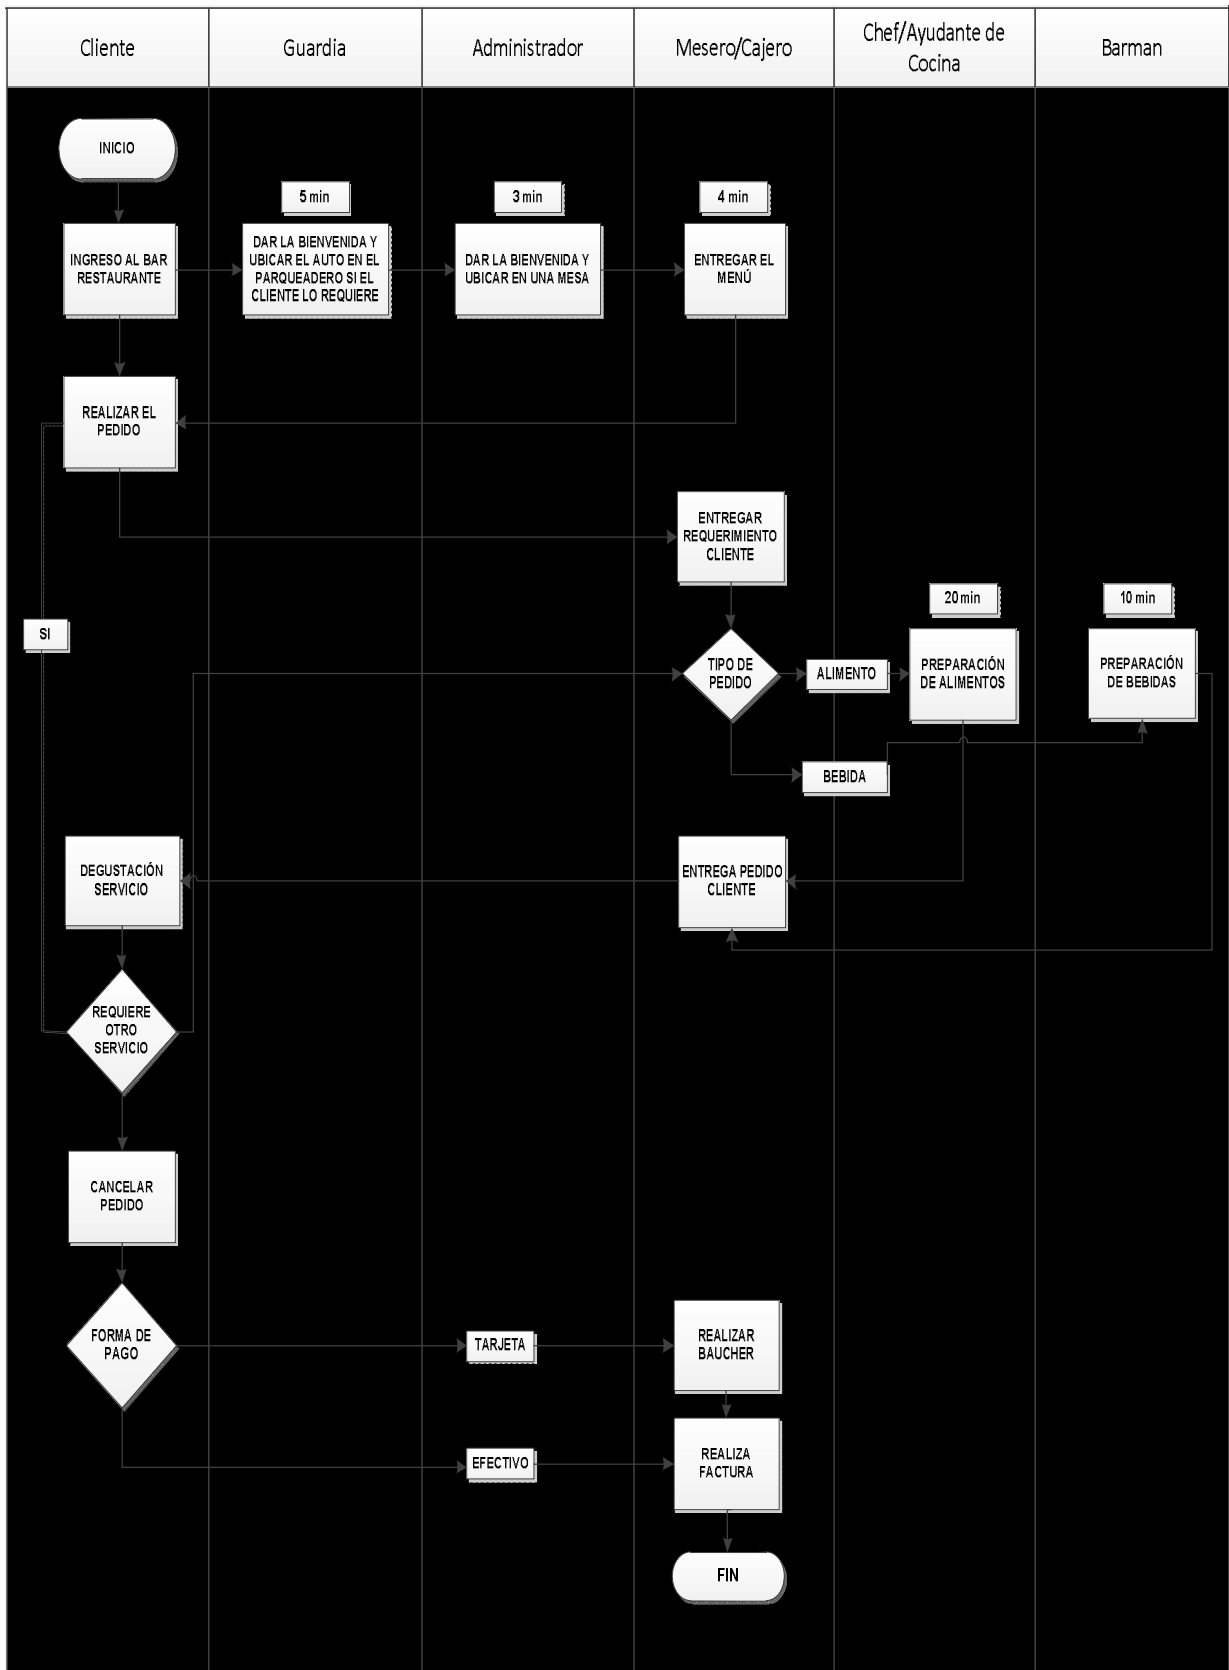 Cliente
Guardia
Administrador
Mesero/Cajero
Chef/Ayudante de
Cocina
Barman
INICIO
5 min
3 min
4 min
INGRESO AL BAR
RESTAURANTE
DAR LA BIENVENIDA Y
UBICAR EL AUTO EN EL
PARQUEADERO SI EL
CLIENTE LO REQUIERE
DAR LA BIENVENIDA Y
UBICAR EN UNA MESA
ENTREGAR EL
MENÚ
REALIZAR EL
PEDIDO
ENTREGAR
REQUERIMIENTO
CLIENTE
20 min
10 min
SI
TIPO DE
PEDIDO
ALIMENTO
PREPARACIÓN
DE ALIMENTOS
PREPARACIÓN
DE BEBIDAS
BEBIDA
DEGUSTACIÓN
SERVICIO
ENTREGA PEDIDO
CLIENTE
REQUIERE
OTRO
SERVICIO
CANCELAR
PEDIDO
FORMA DE
PAGO
TARJETA
REALIZAR
BAUCHER
EFECTIVO
REALIZA
FACTURA
FIN